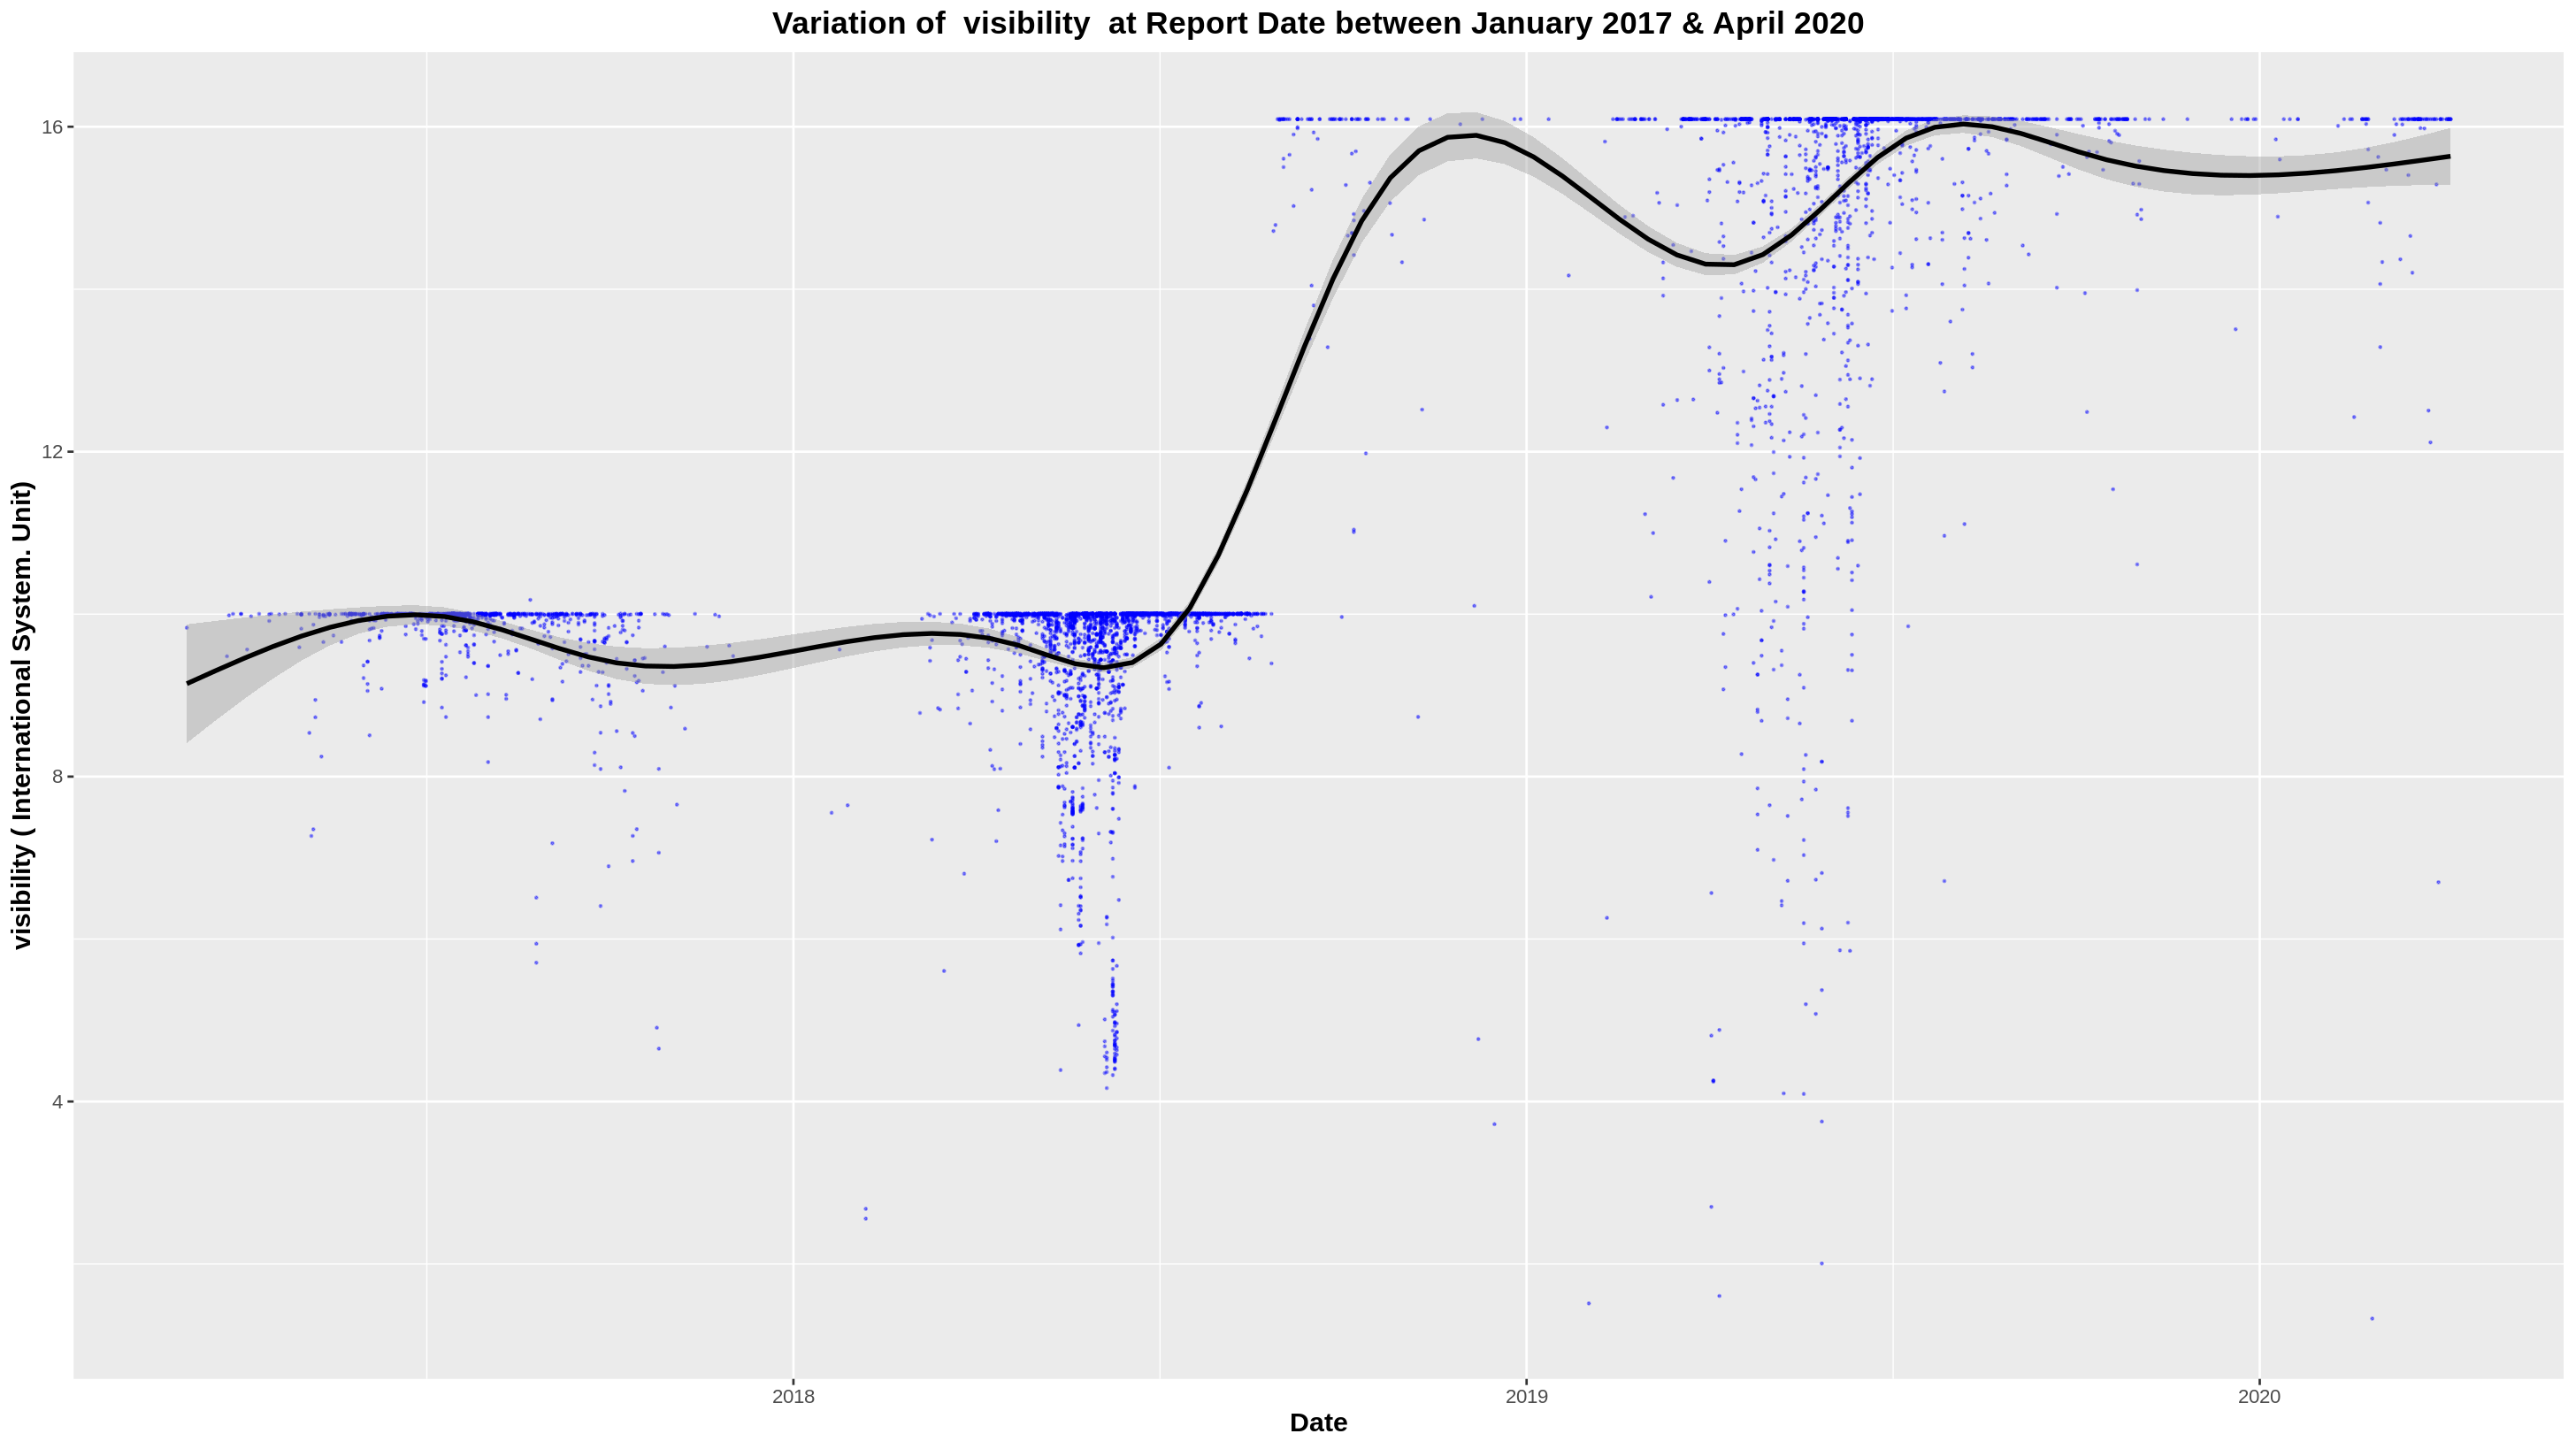 Variation of  visibility  at Report Date between January 2017 & April 2020
visibility ( International System. Unit)
16
12
8
4
2018
2019
2020
Date